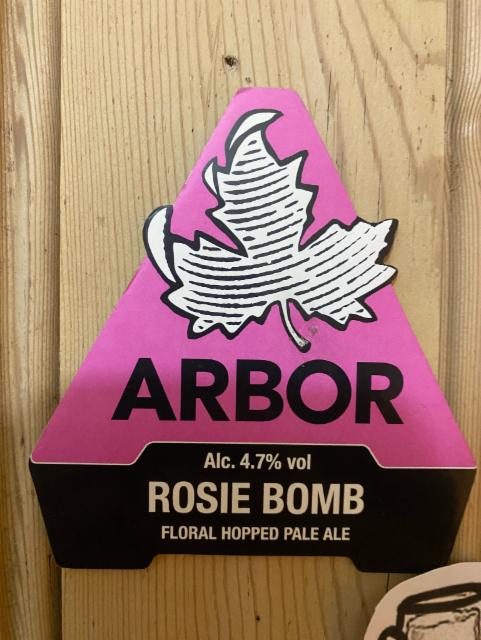 ARBOR
Alc. 4.7% vol
ROSIE BOMB
FLORAL HOPPED PALE ALE